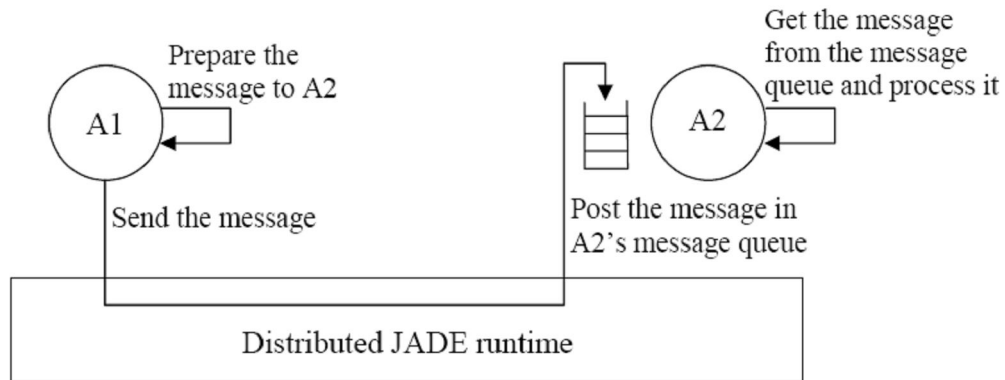 Prepare the
message to A2
A1
Send the message
Get the message
from the message
queue and process it
A2
Post the message in
A2’s message queue
Distributed JADE runtime